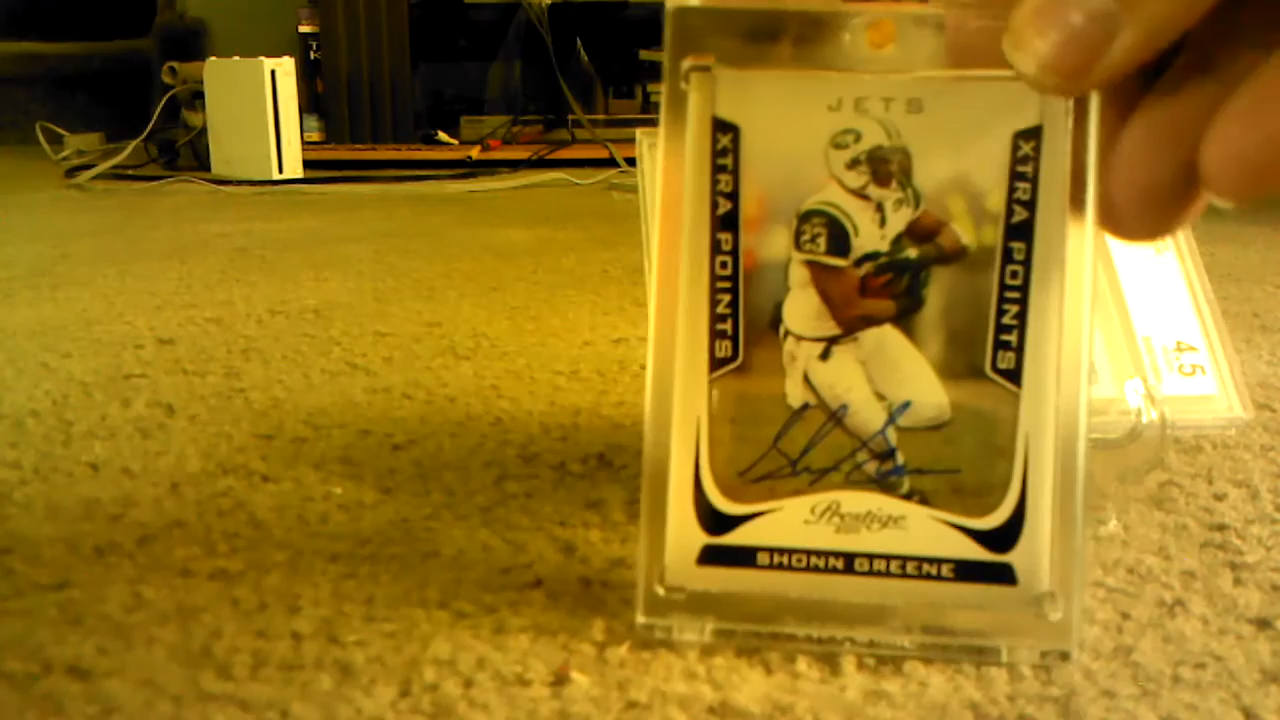 JETS
XTRA POINTS
XTRA POINTS
23
Prestige
SHONN GREENE
4.5